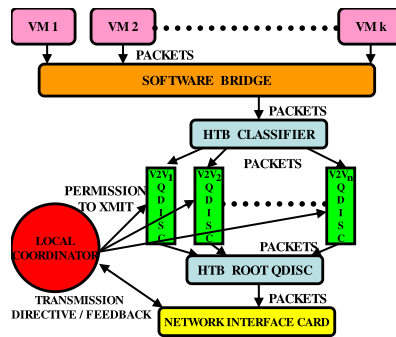 VM 1
VM 2
VM k
PACKETS
SOFTWARE BRIDGE
PACKETS
HTB CLASSIFIER
PACKETS
V2V1
QDISC
V2V2
QDISC
V2Vn
QDISC
PERMISSION
TO XMIT
LOCAL
COORDINATOR
PACKETS
HTB ROOT QDISC
PACKETS
TRANSMISSION
DIRECTIVE / FEEDBACK
NETWORK INTERFACE CARD